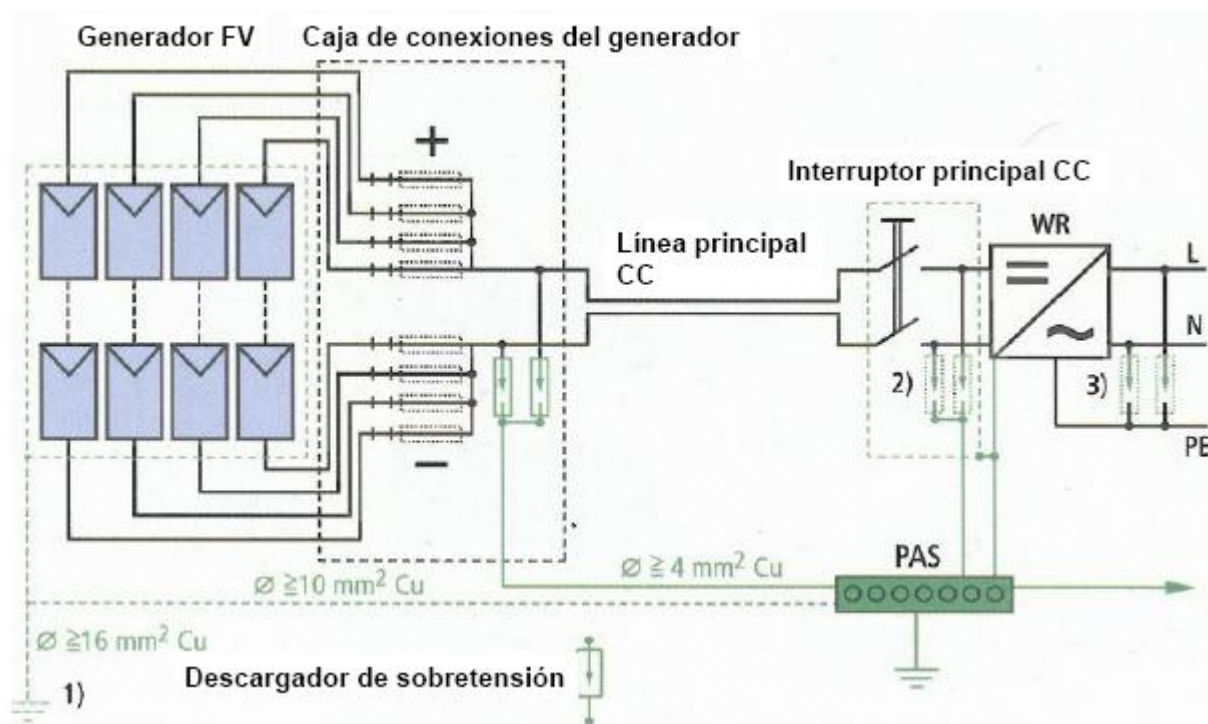 Generador FV
Caja de conexiones del generador
+
Interruptor principal CC
Línea principal
CC
WR
L
N
2)
3)
PE
−
PAS
Ø ≧10 mm² Cu
Ø ≧ 4 mm² Cu
Ø ≧16 mm² Cu
1)
Descargador de sobretensión